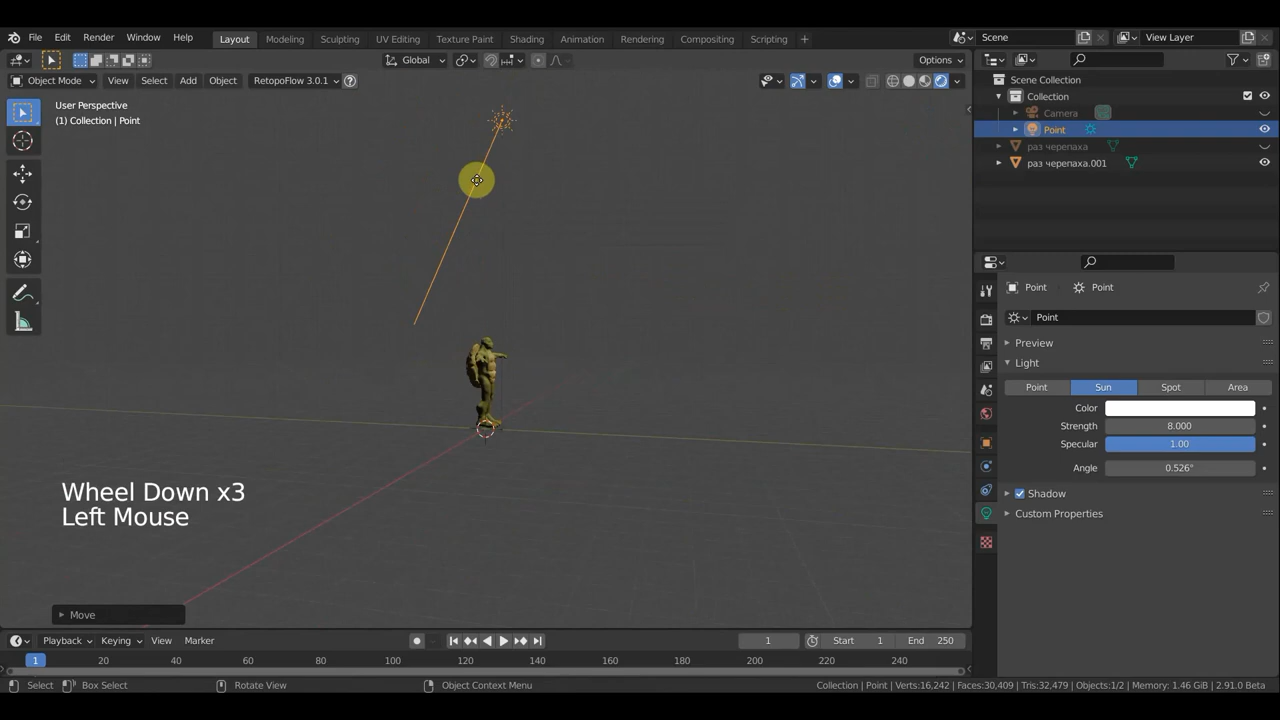 File Edit Render Window Help Layout Modeling Sculpting UV Editing Texture Paint Shading Animation Rendering Compositing Scripting + Scene View Layer
Global Options
Object Mode View Select Add Object RetopoFlow 3.0.1
User Perspective
(1) Collection | Point
Scene Collection
Collection
Camera
Point
раз черепаха
раз черепаха.001
Point Point
Point
Preview
Light
Point Sun Spot Area
Color
Strength 8.000
Specular 1.00
Angle 0.526°
Shadow
Custom Properties
Wheel Down x3
Left Mouse
Move
Playback Keying View Marker 1 Start 1 End 250
1 20 40 60 80 100 120 140 160 180 200 220 240
Select Box Select Rotate View Object Context Menu Collection | Point | Verts:16,242 | Faces:30,409 | Tris:32,479 | Objects:1/2 | Memory: 1.46 GiB | 2.91.0 Beta